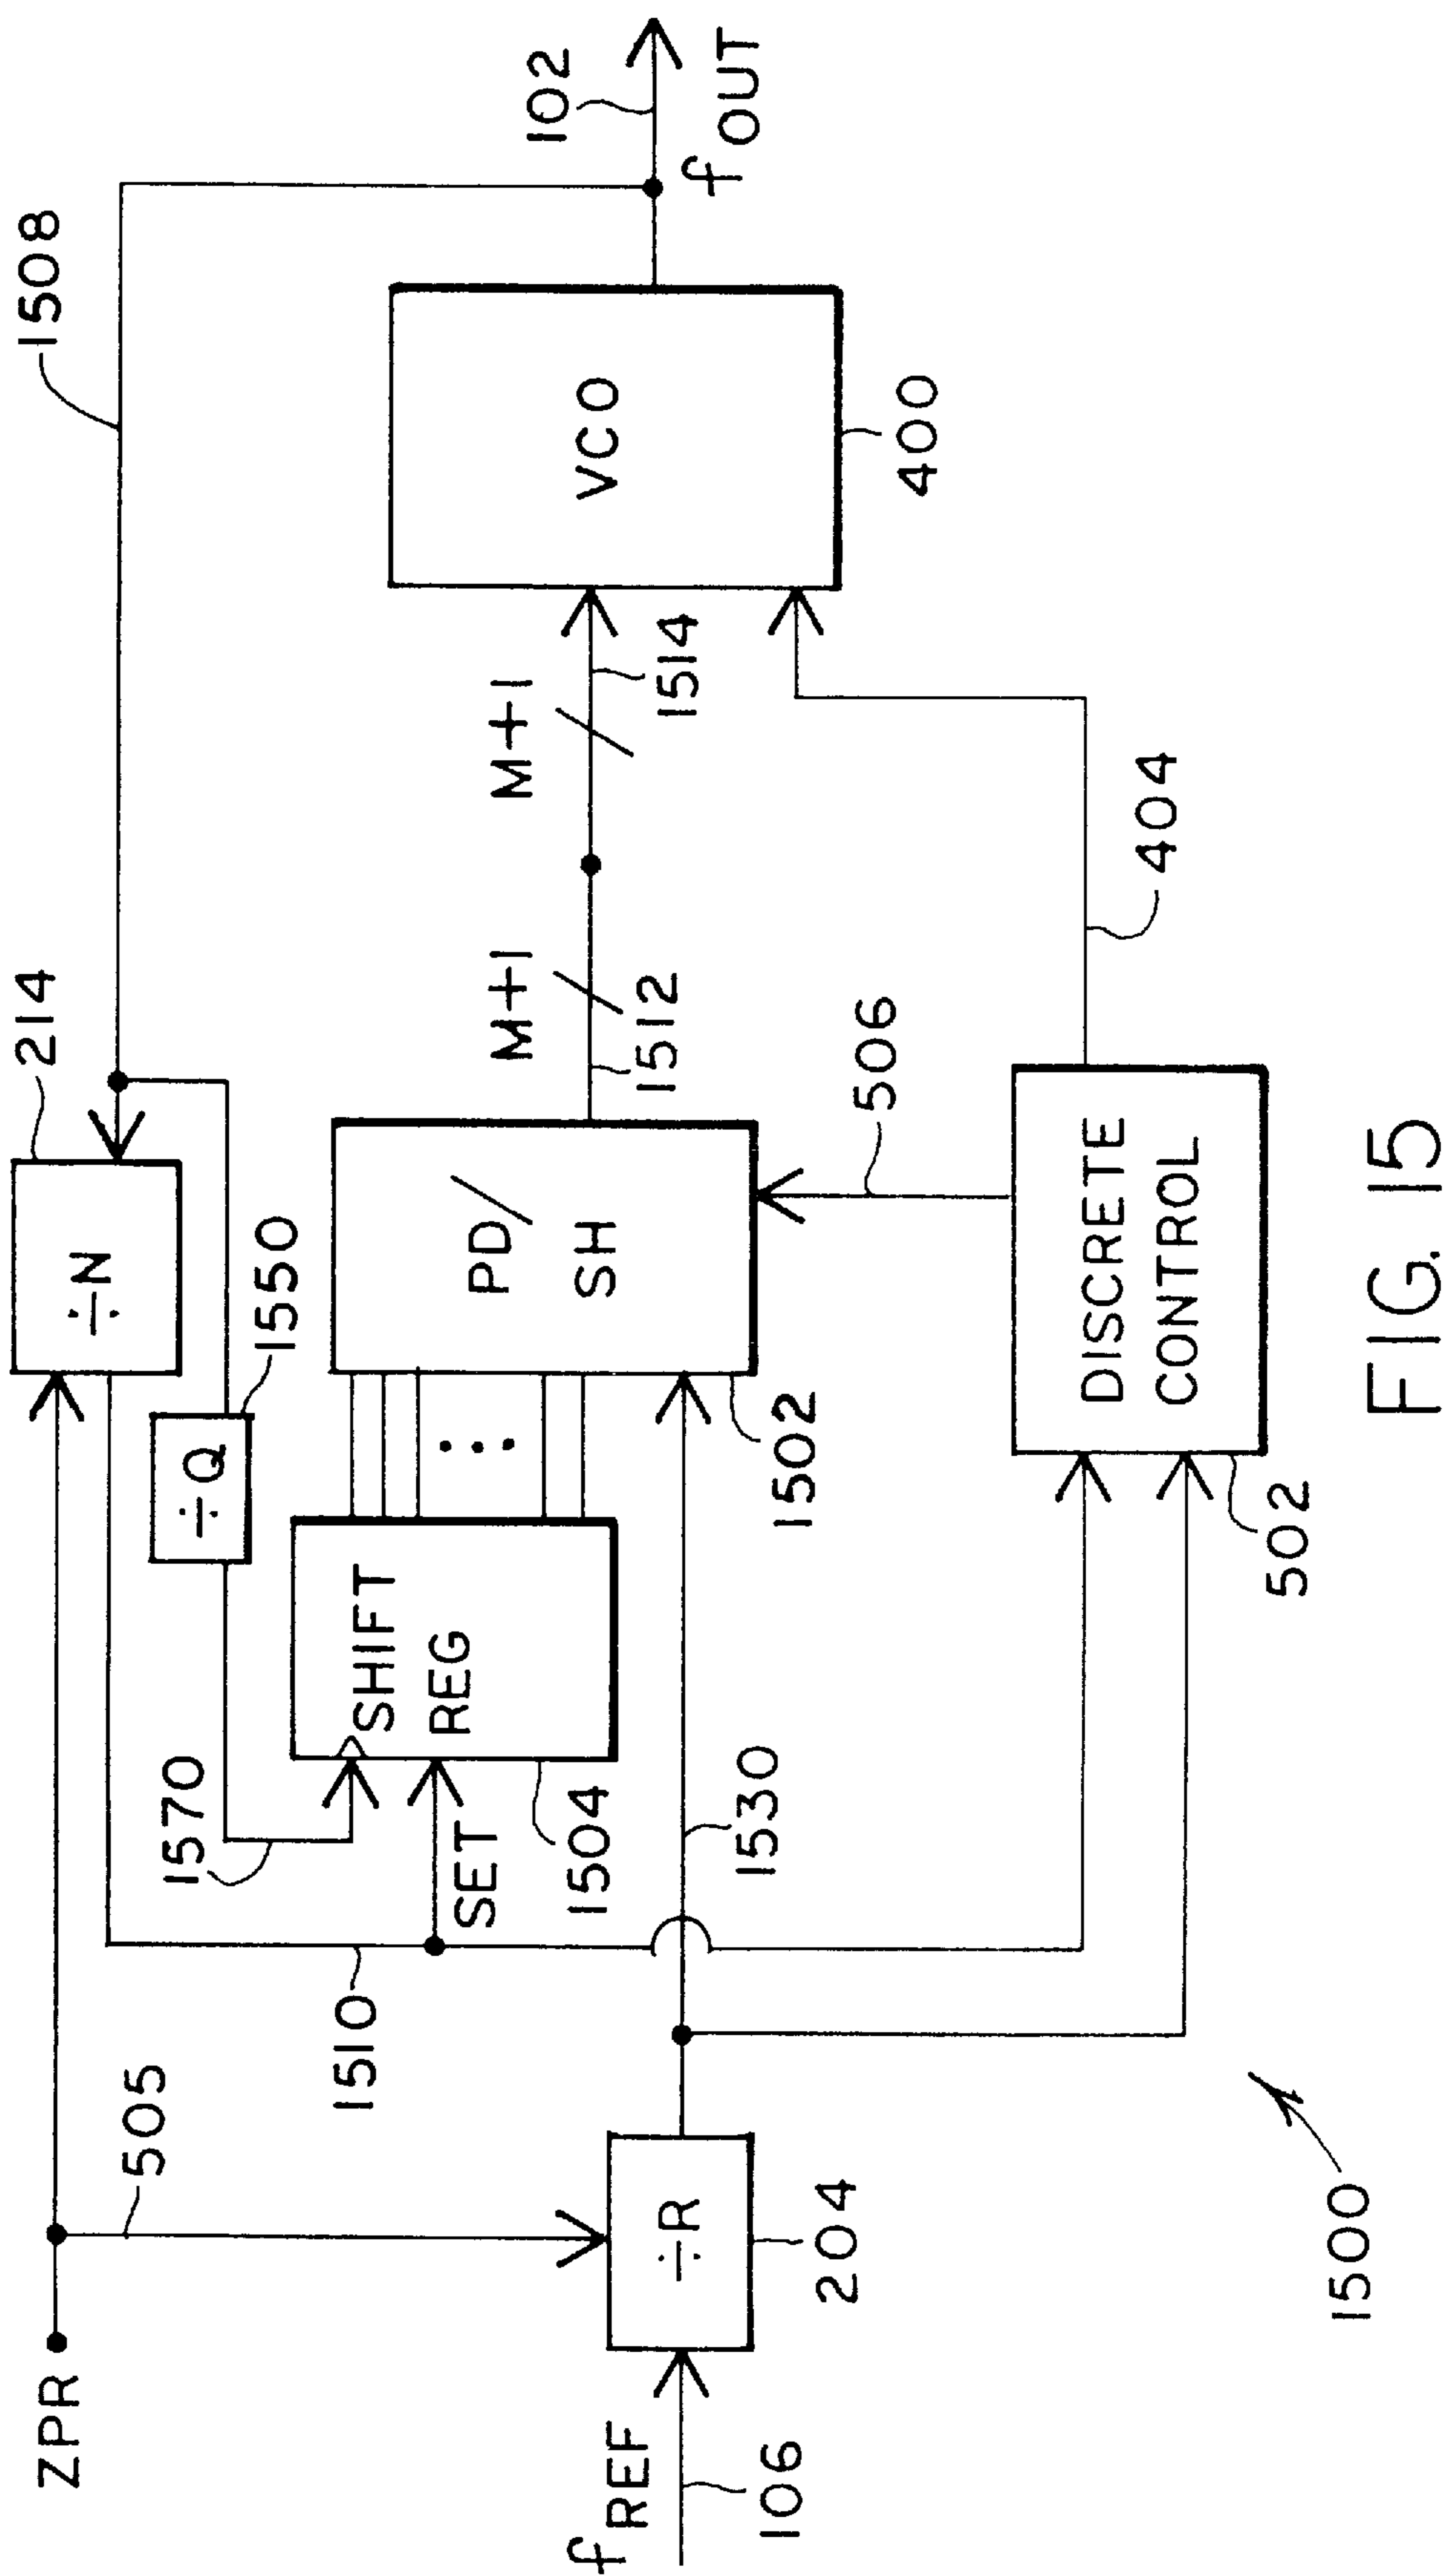 ZPR
505
1510
1570
÷Q
1550
÷N
214
1508
SET
SHIFT
REG
1504
PD/
SH
1502
M+1
1512
M+1
1514
VCO
400
102
fOUT
fREF
106
÷R
204
1530
506
DISCRETE
CONTROL
502
404
1500
FIG. 15